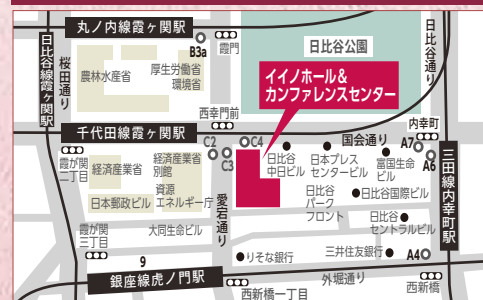 丸ノ内線霞ヶ関駅
B3a
霞門
日比谷公園
日比谷通り
日比谷線霞ヶ関駅
桜田通り
農林水産省
厚生労働省
環境省
イイノホール&
カンファレンスセンター
西幸門前
千代田線霞ヶ関駅
国会通り
内幸町
C2
C3
C4
A7
A6
霞が関
二丁目
経済産業省
経済産業省
別館
資源
エネルギー庁
日本郵政ビル
愛宕通り
日比谷
中日ビル
日本プレス
センタービル
富国生命
ビル
日比谷
パーク
フロント
日比谷国際ビル
日比谷
セントラルビル
三田線内幸町駅
霞が関
三丁目
大同生命ビル
りそな銀行
三井住友銀行
A4
9
銀座線虎ノ門駅
外堀通り
西新橋一丁目
西新橋